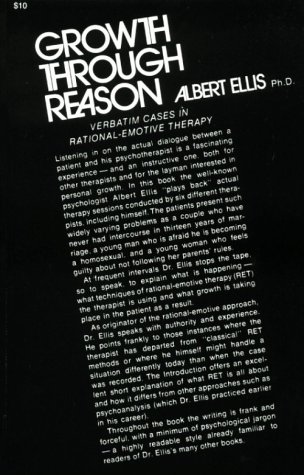 $10
GROWTH
THROUGH
REASON ALBERT ELLIS Ph.D.
VERBATIM CASES IN
RATIONAL-EMOTIVE THERAPY
Listening in on the actual dialogue between a
patient and his psychotherapist is a fascinating
experience — and an instructive one, both for
other therapists and for the layman interested in
personal growth. In this book the well-known
psychologist Albert Ellis "plays back" actual
therapy sessions conducted by six different thera-
pists, including himself. The patients present such
widely varying problems as a couple who have
never had intercourse in thirteen years of mar-
riage, a young man who is afraid he is becoming
a homosexual, and a young woman who feels
guilty about not following her parents' rules.
At frequent intervals Dr. Ellis stops the tape,
so to speak, to explain what is happening —
what techniques of rational-emotive therapy (RET)
the therapist is using and what growth is taking
place in the patient as a result.
As originator of the rational-emotive approach,
Dr. Ellis speaks with authority and experience.
He points frankly to those instances where the
therapist has departed from "classical" RET
methods or where he himself might handle a
situation differently today than when the case
was recorded. The introduction offers an excel-
lent short explanation of what RET is all about
and how it differs from other approaches such as
psychoanalysis (which Dr. Ellis practiced earlier
in his career).
Throughout the book the writing is frank and
forceful, with a minimum of psychological jargon
— a highly readable style already familiar to
readers of Dr. Ellis's many other books.